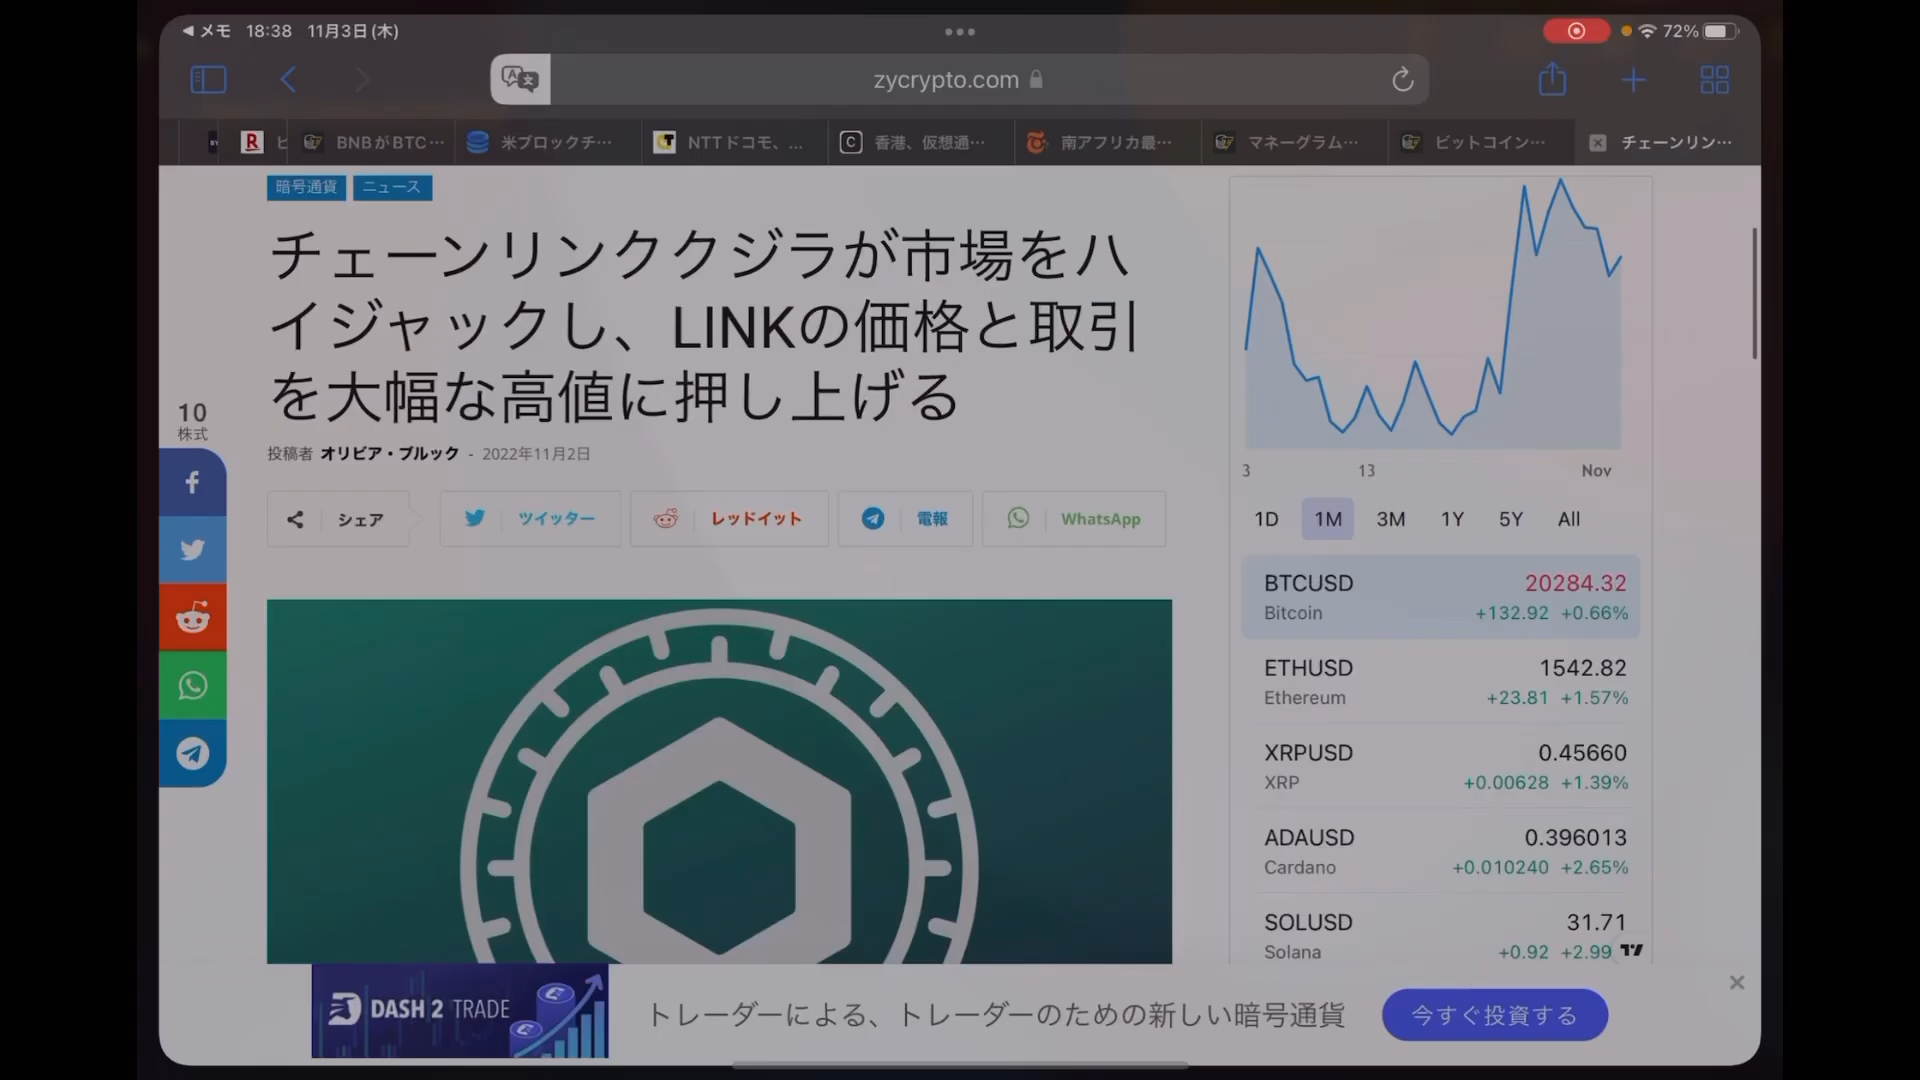 メモ 18:38 11月3日(木) 72%
zycrypto.com
BNBがBTC… 米ブロックチ… NTTドコモ、… 香港、仮想通… 南アフリカ最… マネーグラム… ビットコイン… チェーンリン…
暗号通貨 ニュース
チェーンリンククジラが市場をハ
イジャックし、LINKの価格と取引
を大幅な高値に押し上げる
投稿者 オリビア・ブルック - 2022年11月2日
10
株式
シェア ツイッター レッドイット 電報 WhatsApp
3 13 Nov
1D 1M 3M 1Y 5Y All
BTCUSD 20284.32
Bitcoin +132.92 +0.66%
ETHUSD 1542.82
Ethereum +23.81 +1.57%
XRPUSD 0.45660
XRP +0.00628 +1.39%
ADAUSD 0.396013
Cardano +0.010240 +2.65%
SOLUSD 31.71
Solana +0.92 +2.99
DASH 2 TRADE
トレーダーによる、トレーダーのための新しい暗号通貨
今すぐ投資する